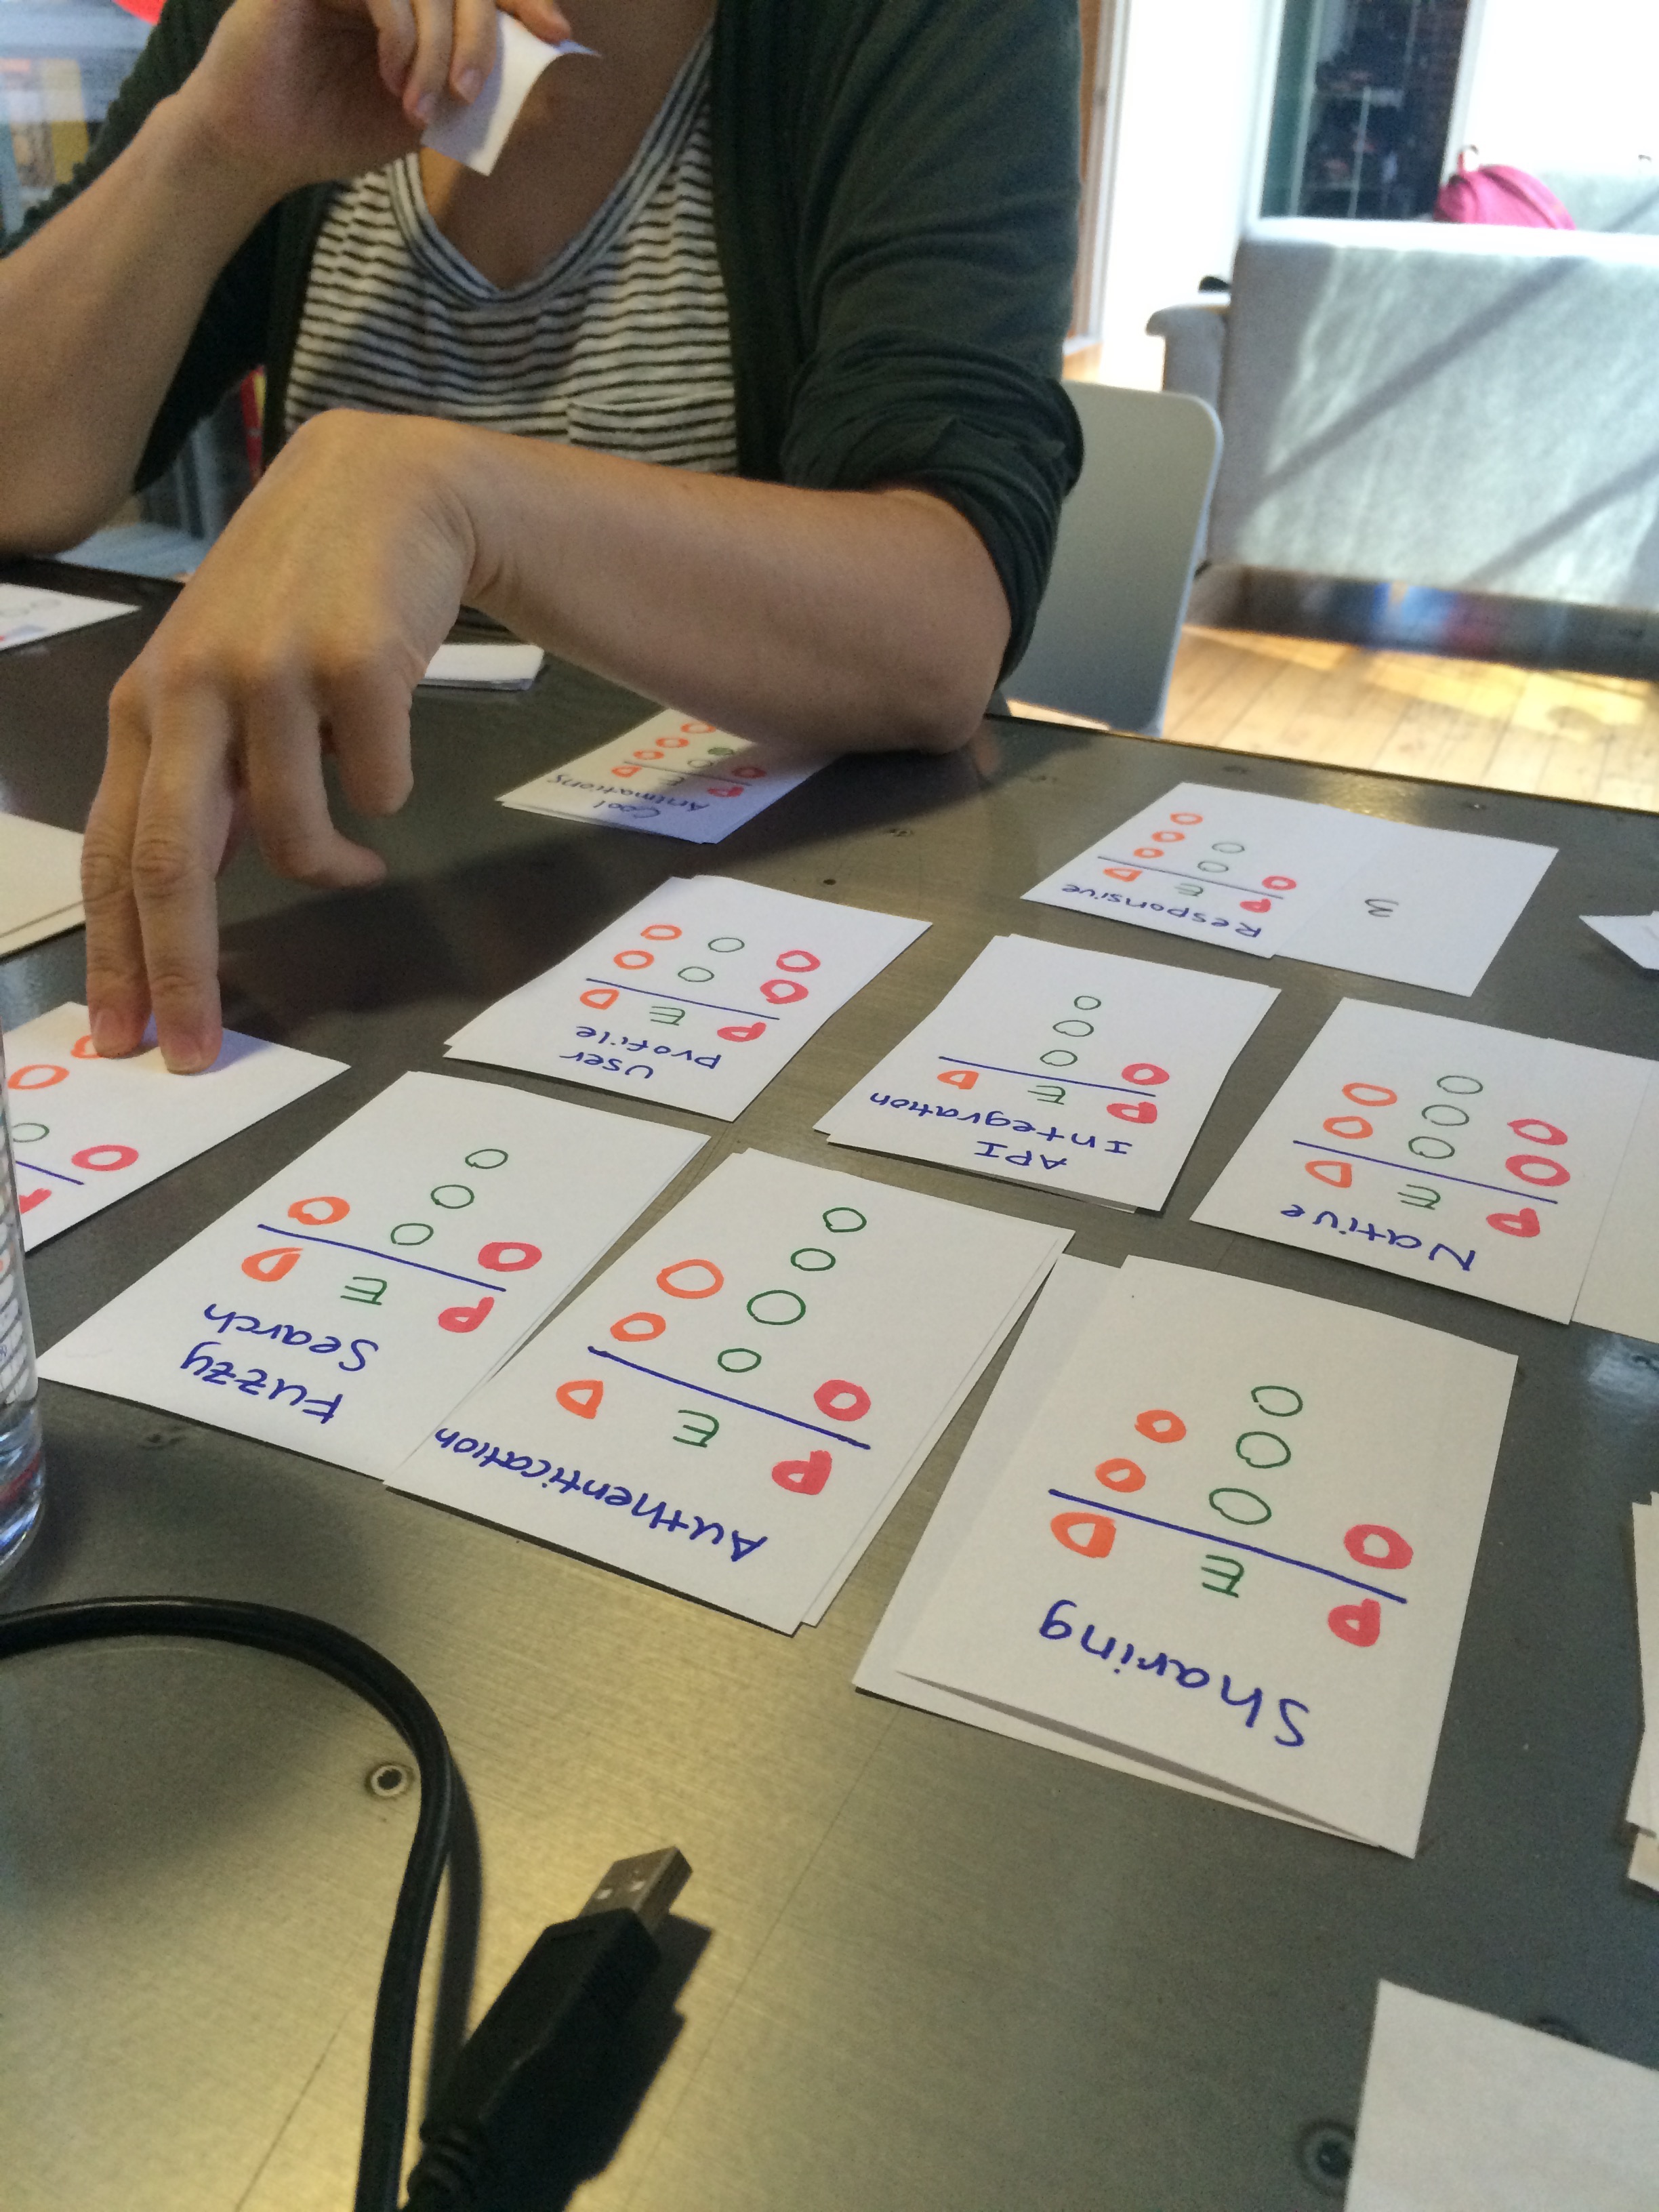 Cool
Animations
P E D
Responsive
P E D
3
User
profile
P E D
API
Integration
P E D
Native
P E D
Fuzzy
Search
P E D
Authentication
P E D
Sharing
P E D